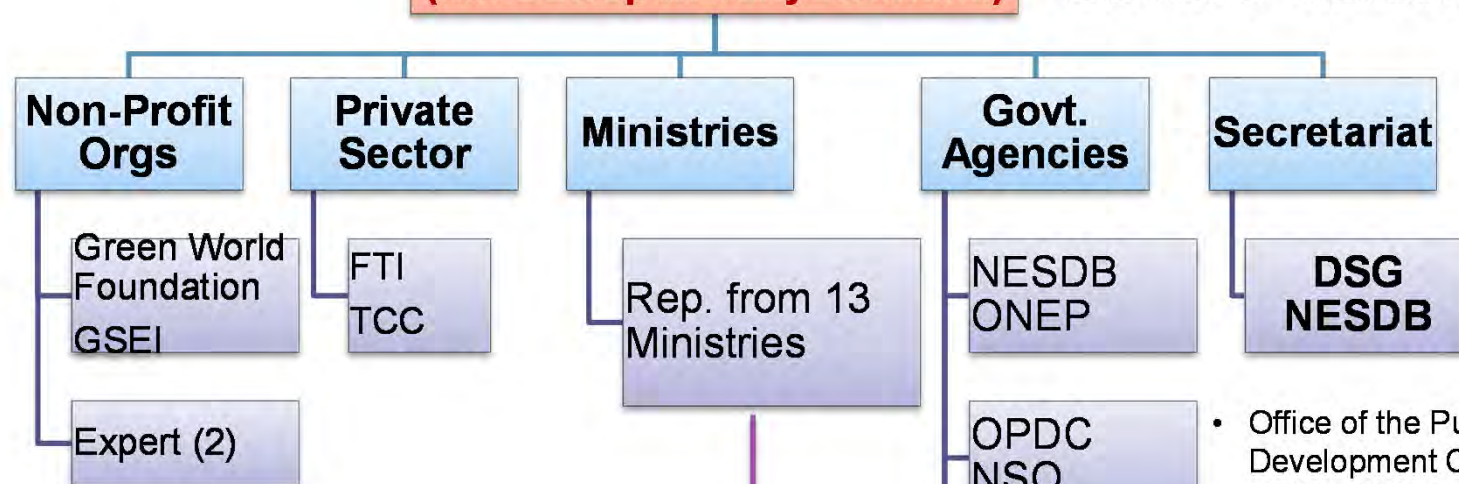 Non-Profit
Orgs
Private
Sector
Ministries
Govt.
Agencies
Secretariat
Green World
Foundation
GSEI
FTI
TCC
Rep. from 13
Ministries
NESDB
ONEP
DSG
NESDB
Expert (2)
OPDC
NSO
• Office of the
Development